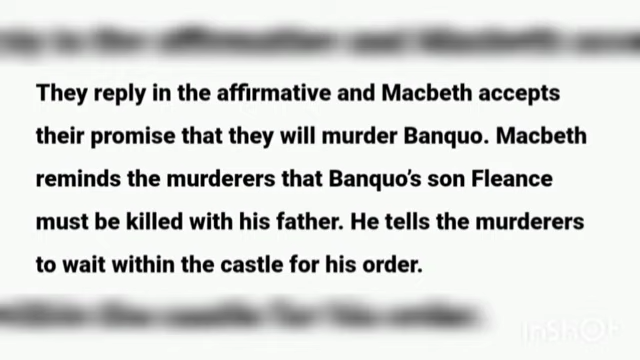 They reply in the affirmative and Macbeth accepts
their promise that they will murder Banquo. Macbeth
reminds the murderers that Banquo’s son Fleance
must be killed with his father. He tells the murderers
to wait within the castle for his order.
InShOt